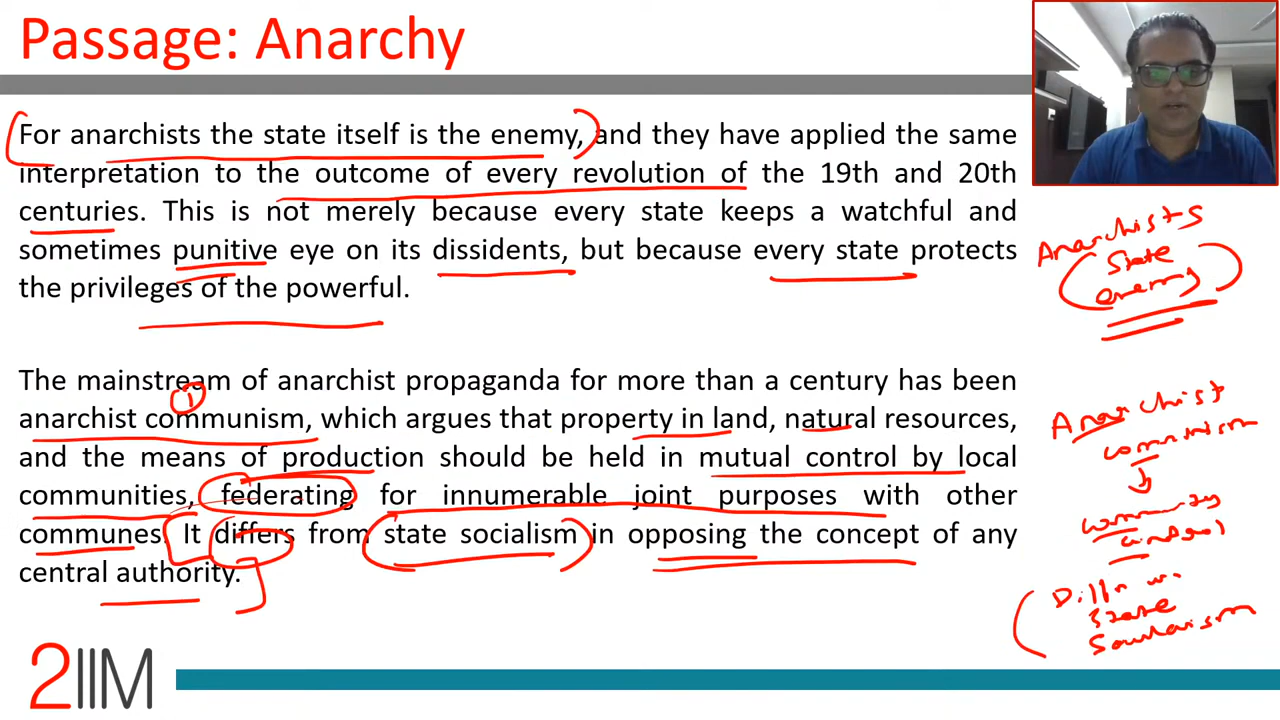 Passage: Anarchy
For anarchists the state itself is the enemy, and they have applied the same
interpretation to the outcome of every revolution of the 19th and 20th
centuries. This is not merely because every state keeps a watchful and
sometimes punitive eye on its dissidents, but because every state protects
the privileges of the powerful.
Anarchists
State
enemy
The mainstream of anarchist propaganda for more than a century has been
anarchist communism, which argues that property in land, natural resources,
and the means of production should be held in mutual control by local
communities, federating for innumerable joint purposes with other
communes. It differs from state socialism in opposing the concept of any
central authority.
1
Anarchist
communism
community
control
State
2IIM